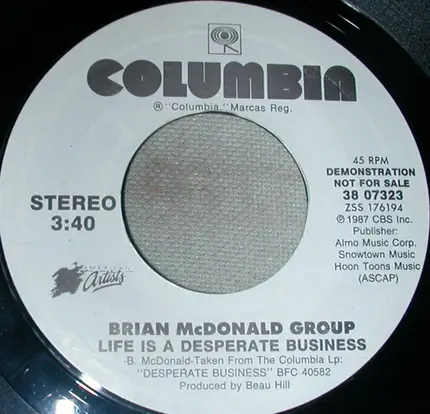 COLUMBIA
® "Columbia," Marcas Reg.
STEREO
3:40
45 RPM
DEMONSTRATION
NOT FOR SALE
38 07323
ZSS 176194
℗ 1987 CBS Inc.
Publisher:
Almo Music Corp.
Snowtown Music
Hoon Toons Music
(ASCAP)
AMERICAN
Artists
BRIAN McDONALD GROUP
LIFE IS A DESPERATE BUSINESS
-B. McDonald-Taken From The Columbia Lp:
"DESPERATE BUSINESS" BFC 40582
Produced by Beau Hill